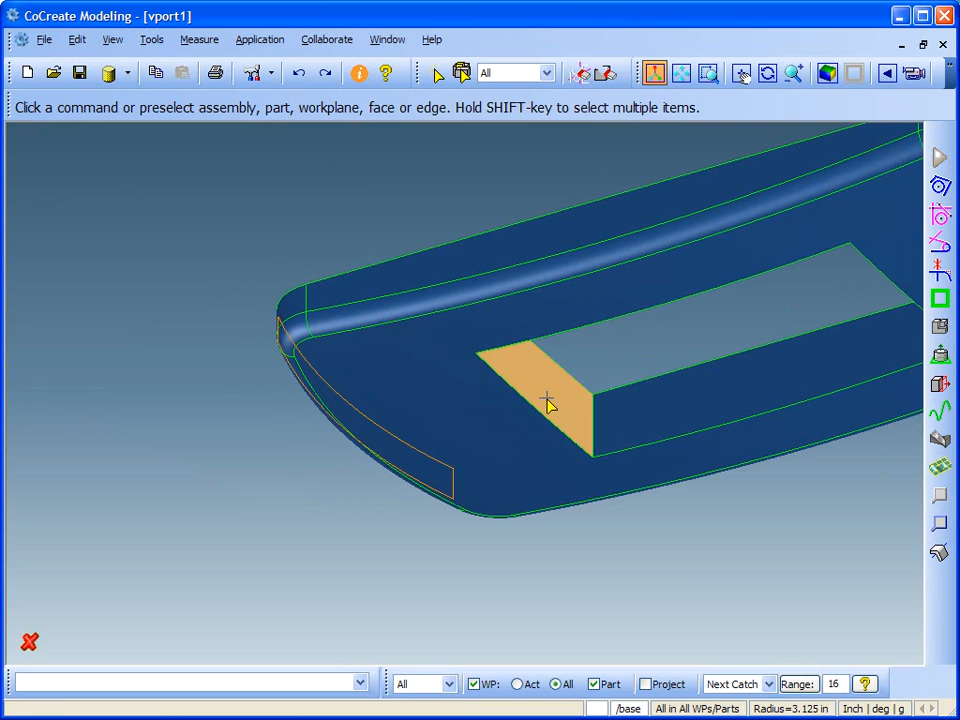 CoCreate Modeling - [vport1]
File Edit View Tools Measure Application Collaborate Window Help
All
Click a command or preselect assembly, part, workplane, face or edge. Hold SHIFT-key to select multiple items.
All WP: Act All Part Project Next Catch Range: 16
/base All in All WPs/Parts Radius=3.125 in Inch | deg | g